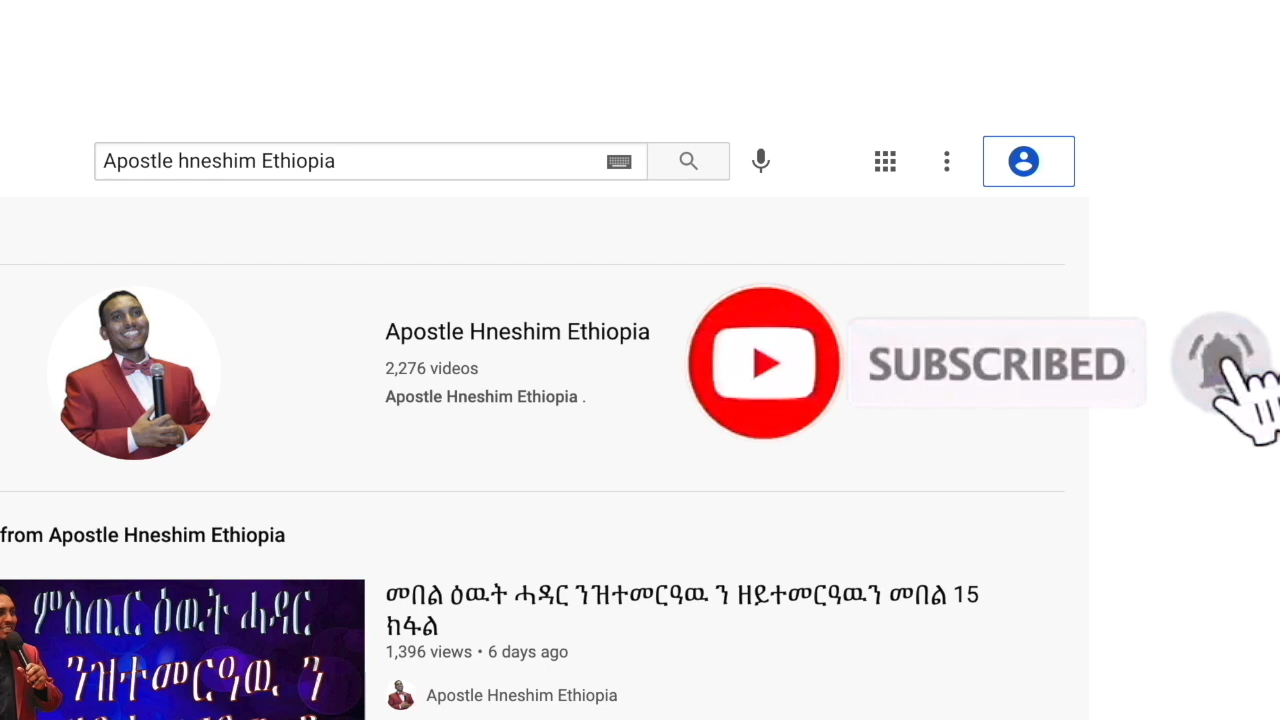 Apostle hneshim Ethiopia
Apostle Hneshim Ethiopia
2,276 videos
Apostle Hneshim Ethiopia .
SUBSCRIBED
from Apostle Hneshim Ethiopia
መበል ዕዉት ሓዳር ንዝተመርዓዉ ን ዘይተመርዓዉን መበል 15
ክፋል
1,396 views • 6 days ago
Apostle Hneshim Ethiopia
ምስጢር ዕዉት ሓዳር
ንዝተመርዓዉ ን